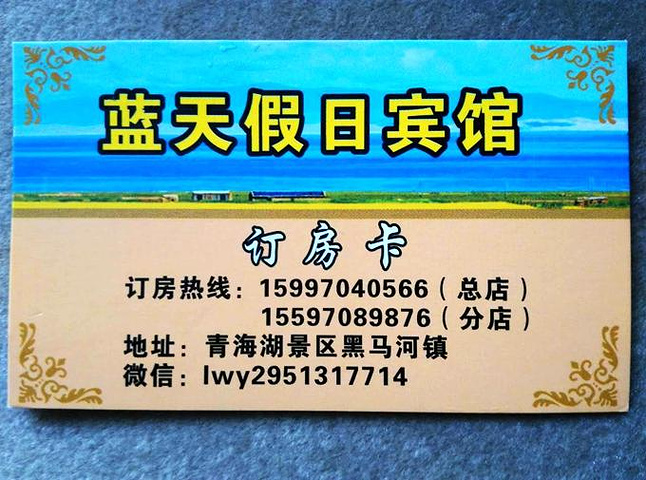 蓝天假日宾馆
订房卡
订房热线：15997040566（总店）
15597089876（分店）
地址：青海湖景区黑马河镇
微信：lwy2951317714